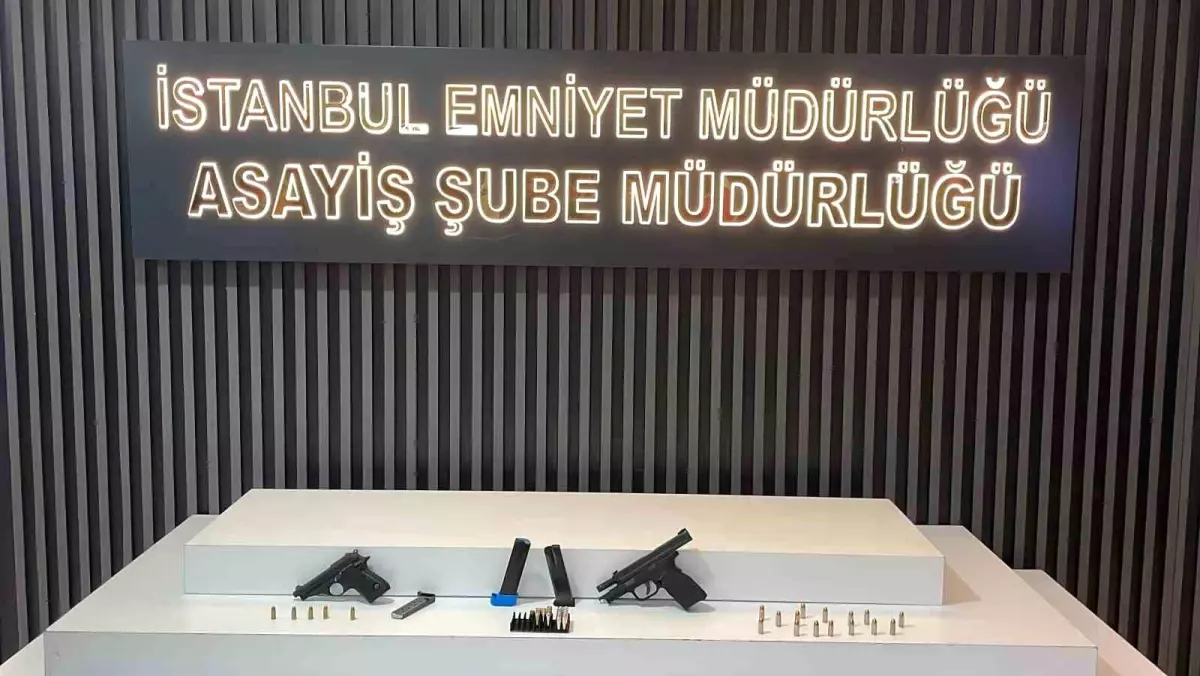 İSTANBUL EMNİYET MÜDÜRLÜĞÜ
ASAYİŞ ŞUBE MÜDÜRLÜĞÜ